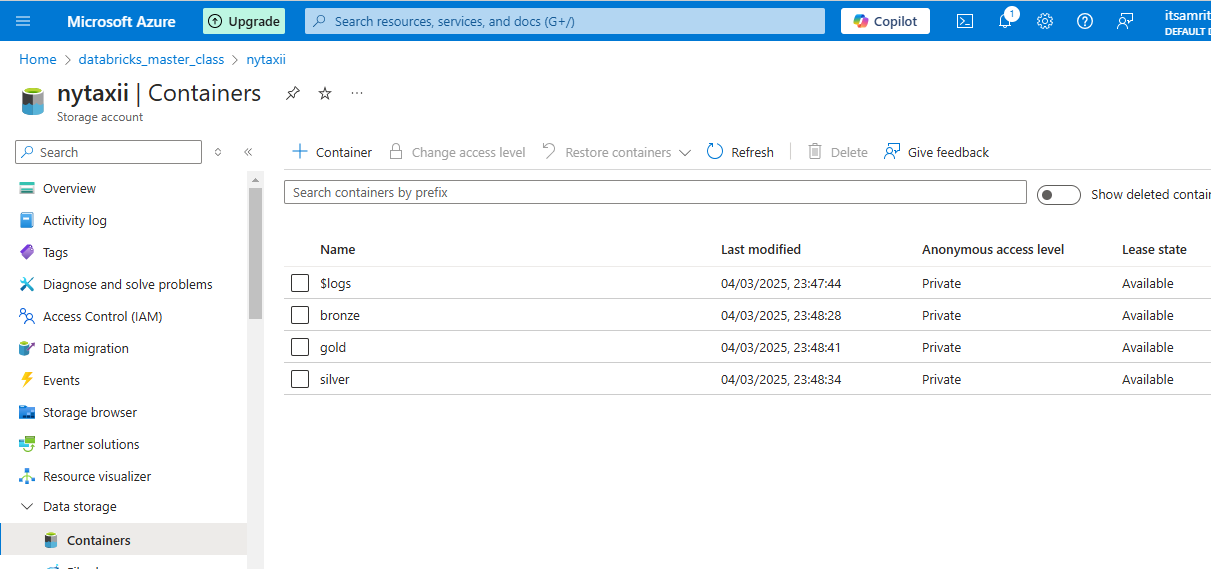 Microsoft Azure Upgrade Search resources, services, and docs (G+/) Copilot 1 itsamrit
DEFAULT D
Home > databricks_master_class > nytaxii
nytaxii | Containers ...
Storage account
Search
Container Change access level Restore containers Refresh Delete Give feedback
Search containers by prefix
Show deleted contain
Overview
Activity log
Tags
Diagnose and solve problems
Access Control (IAM)
Data migration
Events
Storage browser
Partner solutions
Resource visualizer
Data storage
Containers
Name Last modified Anonymous access level Lease state
$logs 04/03/2025, 23:47:44 Private Available
bronze 04/03/2025, 23:48:28 Private Available
gold 04/03/2025, 23:48:41 Private Available
silver 04/03/2025, 23:48:34 Private Available